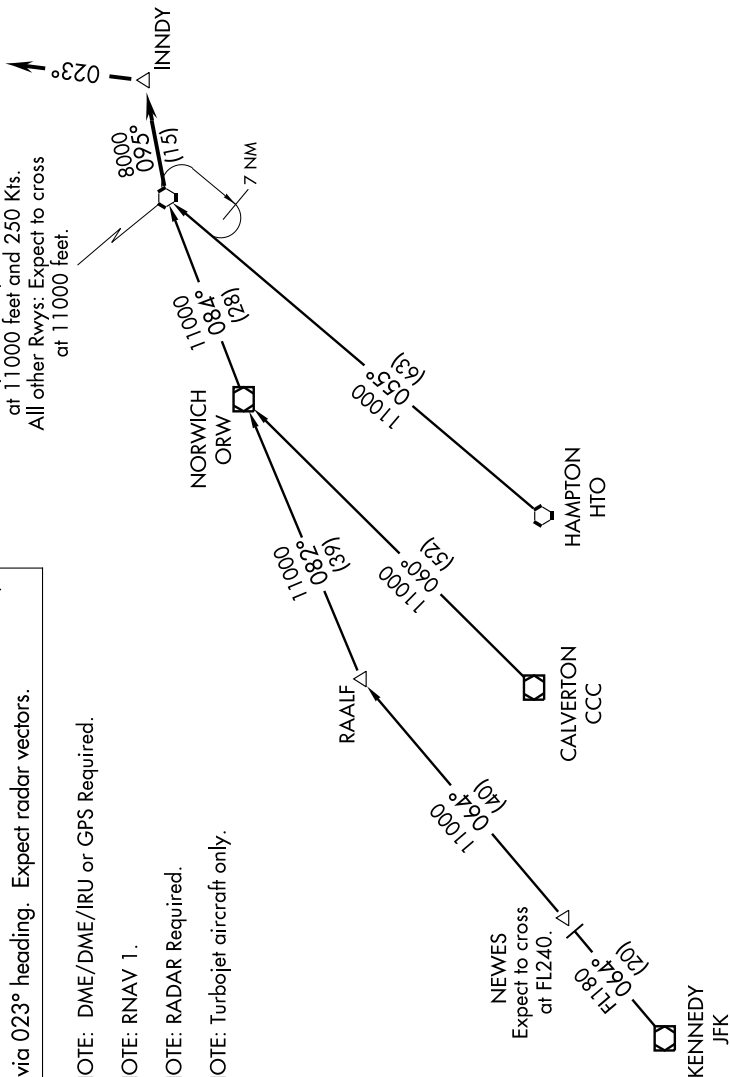 via 023° heading. Expect radar vectors.
OTE: DME/DME/IRU or GPS Required.
OTE: RNAV 1.
OTE: RADAR Required.
OTE: Turbojet aircraft only.
at 11000 feet and 250 Kts.
All other Rwys: Expect to cross
at 11000 feet.
023°
INNDY
8000
095°
(15)
7 NM
11000
084°
(28)
NORWICH
ORW
11000
055°
(63)
HAMPTON
HTO
11000
082°
(39)
11000
060°
(52)
RAALF
CALVERTON
CCC
11000
064°
(40)
NEWES
Expect to cross
at FL240.
FL180
064°
(20)
KENNEDY
JFK